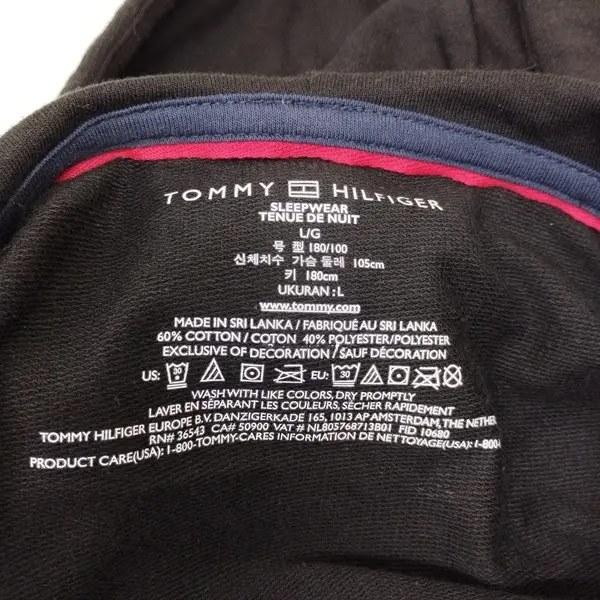 TOMMY HILFIGER
SLEEPWEAR
TENUE DE NUIT
L/G
号 型 180/100
신체치수 가슴 둘레 105cm
키 180cm
UKURAN : L
www.tommy.com
MADE IN SRI LANKA / FABRIQUÉ AU SRI LANKA
60% COTTON / COTON 40% POLYESTER/POLYESTER
EXCLUSIVE OF DECORATION / SAUF DÉCORATION
US: 30 EU: 30
WASH WITH LIKE COLORS, DRY PROMPTLY
LAVER EN SÉPARANT LES COULEURS, SÉCHER RAPIDEMENT
TOMMY HILFIGER EUROPE B.V. DANZIGERKADE 165, 1013 AP AMSTERDAM, THE NETHE
RN# 36543 CA# 50900 VAT # NL805768713B01 FID 10680
PRODUCT CARE(USA): 1-800-TOMMY-CARES INFORMATION DE NETTOYAGE(USA): 1-800